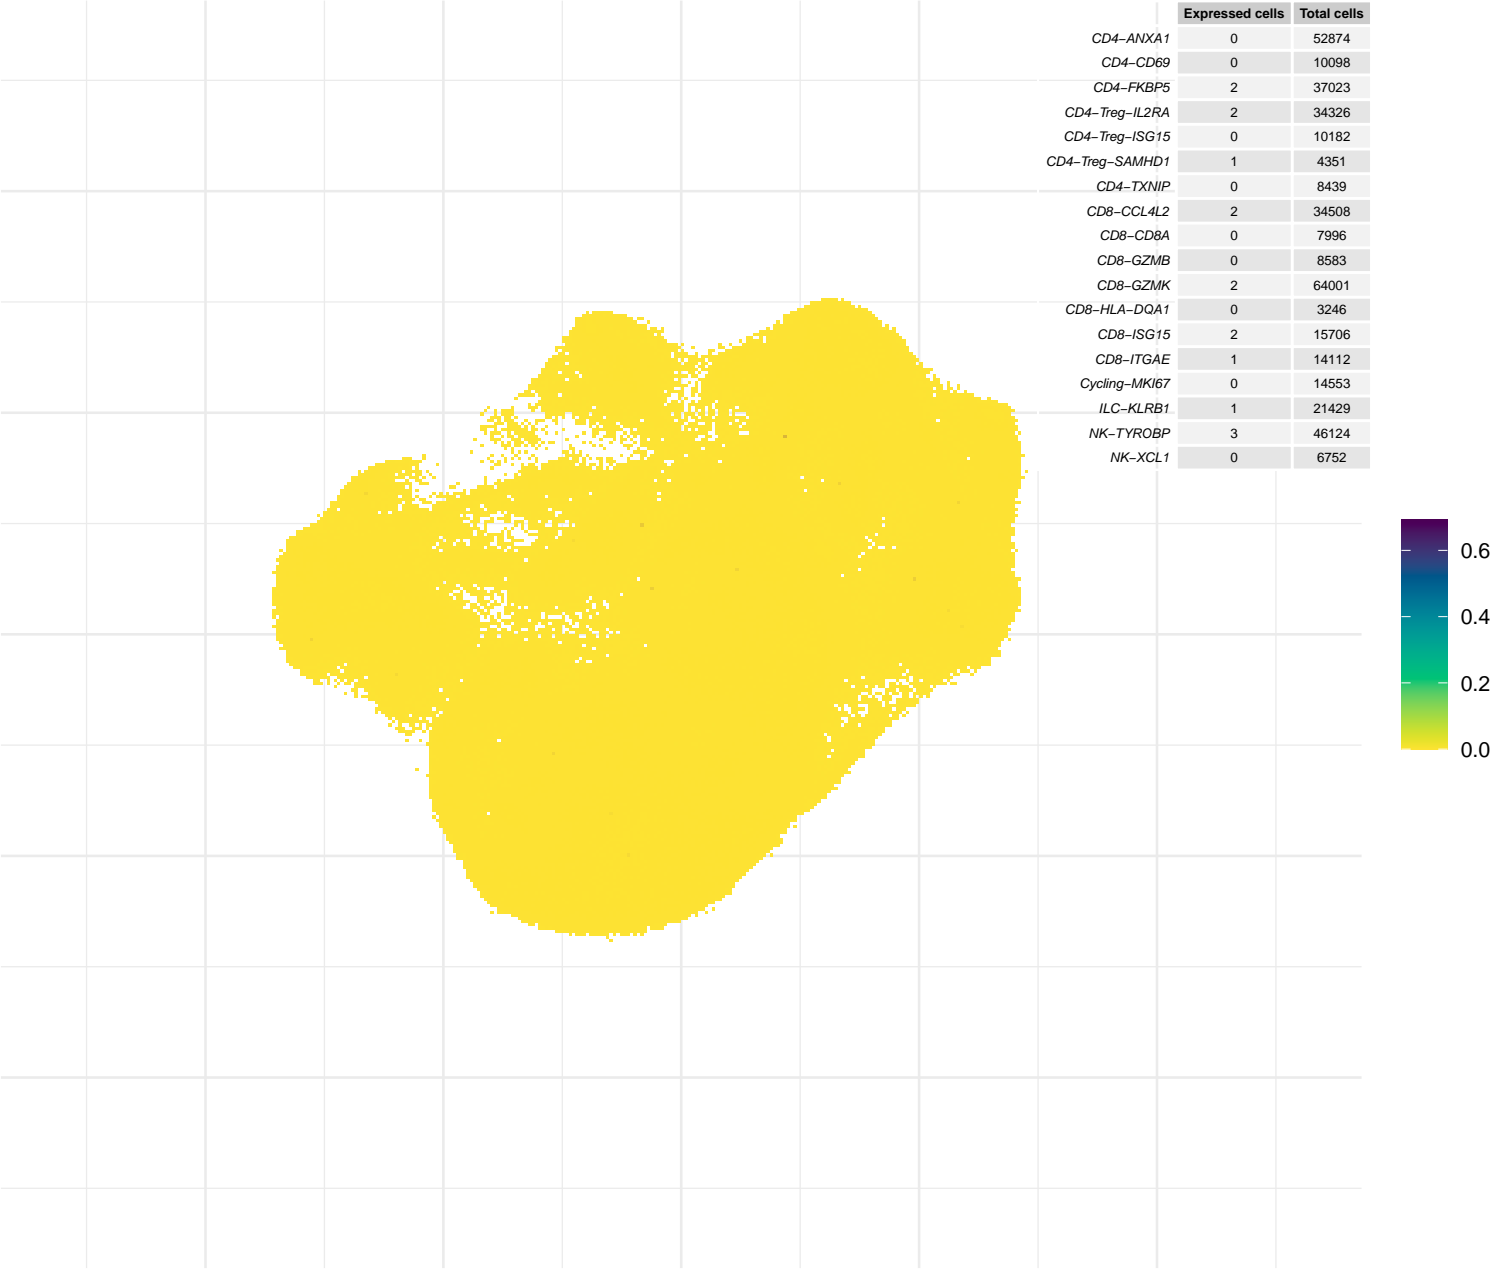 Expressed cells Total cells
CD4−ANXA1 0 52874
CD4−CD69 0 10098
CD4−FKBP5 2 37023
CD4−Treg−IL2RA 2 34326
CD4−Treg−ISG15 0 10182
CD4−Treg−SAMHD1 1 4351
CD4−TXNIP 0 8439
CD8−CCL4L2 2 34508
CD8−CD8A 0 7996
CD8−GZMB 0 8583
CD8−GZMK 2 64001
CD8−HLA−DQA1 0 3246
CD8−ISG15 2 15706
CD8−ITGAE 1 14112
Cycling−MKI67 0 14553
ILC−KLRB1 1 21429
NK−TYROBP 3 46124
NK−XCL1 0 6752
0.6
0.4
0.2
0.0